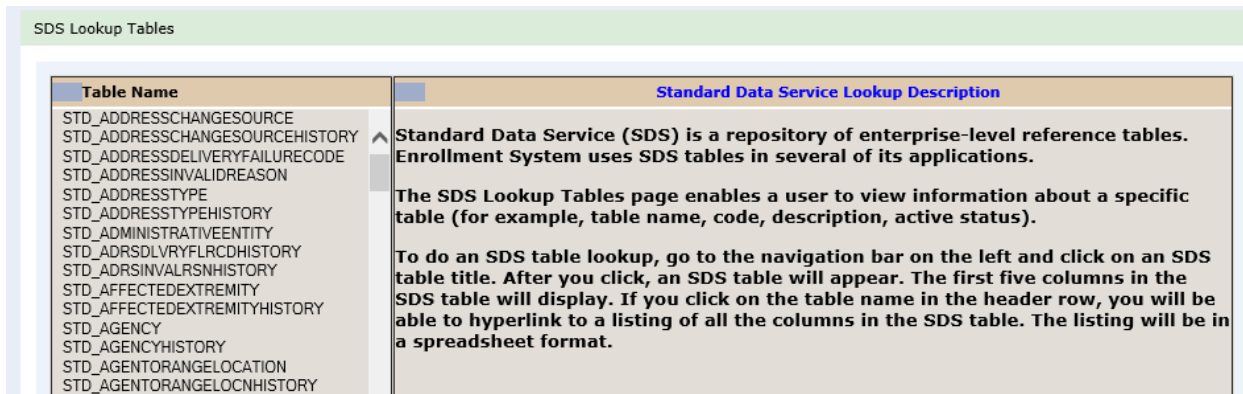 SDS Lookup Tables
Table Name
STD_ADDRESSCHANGESOURCE
STD_ADDRESSCHANGESOURCEHISTORY
STD_ADDRESSDELIVERYFAILURECODE
STD_ADDRESSINVALIDREASON
STD_ADDRESSTYPE
STD_ADDRESSTYPEHISTORY
STD_ADMINISTRATIVEENTITY
STD_ADRSDLVRYFLRCDHISTORY
STD_ADRSINVALRSNHISTORY
STD_AFFECTEDEXTREMITY
STD_AFFECTEDEXTREMITYHISTORY
STD_AGENCY
STD_AGENCYHISTORY
STD_AGENTORANGELOCATION
STD_AGENTORANGELOCNHISTORY
Standard Data Service Lookup Description
Standard Data Service (SDS) is a repository of enterprise-level reference tables.
Enrollment System uses SDS tables in several of its applications.
The SDS Lookup Tables page enables a user to view information about a specific
table (for example, table name, code, description, active status).
To do an SDS table lookup, go to the navigation bar on the left and click on an SDS
table title. After you click, an SDS table will appear. The first five columns in the
SDS table will display. If you click on the table name in the header row, you will be
able to hyperlink to a listing of all the columns in the SDS table. The listing will be in
a spreadsheet format.